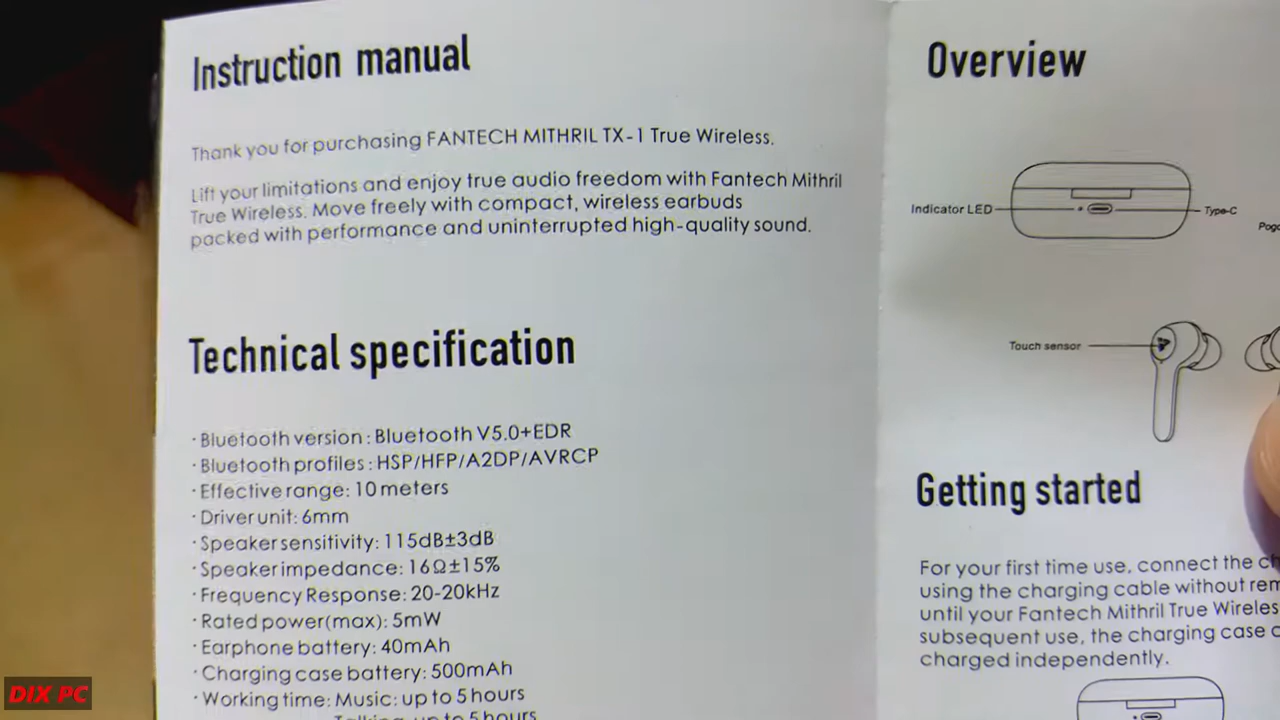 Instruction manual
Thank you for purchasing FANTECH MITHRIL TX-1 True Wireless.
Lift your limitations and enjoy true audio freedom with Fantech Mithril
True Wireless. Move freely with compact, wireless earbuds
packed with performance and uninterrupted high-quality sound.
Technical specification
· Bluetooth version : Bluetooth V5.0+EDR
· Bluetooth profiles : HSP/HFP/A2DP/AVRCP
· Effective range: 10 meters
· Driver unit: 6mm
· Speaker sensitivity: 115dB±3dB
· Speaker impedance: 16Ω±15%
· Frequency Response: 20-20kHz
· Rated power(max): 5mW
· Earphone battery: 40mAh
· Charging case battery: 500mAh
· Working time: Music: up to 5 hours
Talking: up to 5 hours
Overview
Indicator LED
Type-C
Touch sensor
Getting started
For your first time use, connect the
using the charging cable without
until your Fantech Mithril True
subsequent use, the charging case
charged independently.
DIX PC